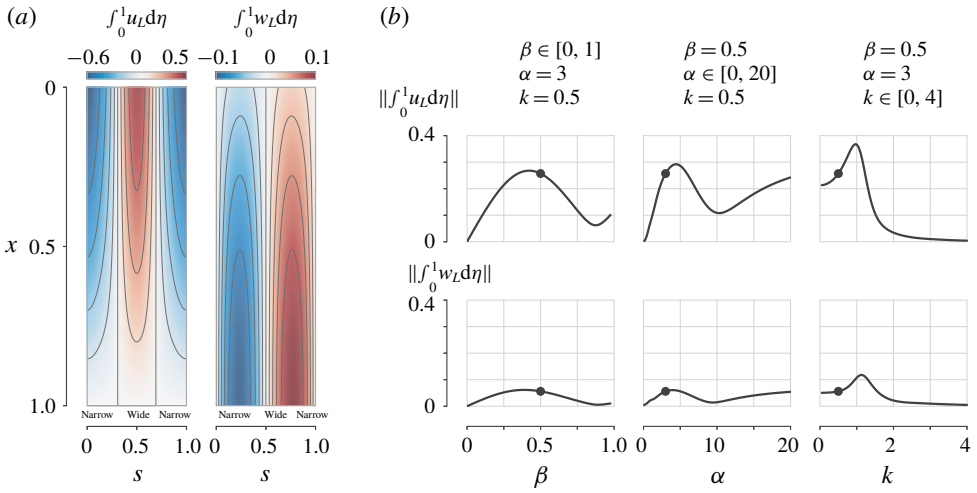 (a)
∫₀¹u_L dη
∫₀¹w_L dη
−0.6 0 0.5
−0.1 0 0.1
0
0.5
1.0
x
Narrow Wide Narrow
Narrow Wide Narrow
0 0.5 1.0
0 0.5 1.0
s
s
(b)
β ∈ [0, 1]
α = 3
k = 0.5
β = 0.5
α ∈ [0, 20]
k = 0.5
β = 0.5
α = 3
k ∈ [0, 4]
||∫₀¹u_L dη||
0.4
0
||∫₀¹w_L dη||
0.4
0
0 0.5 1.0
0 10 20
0 2 4
β
α
k